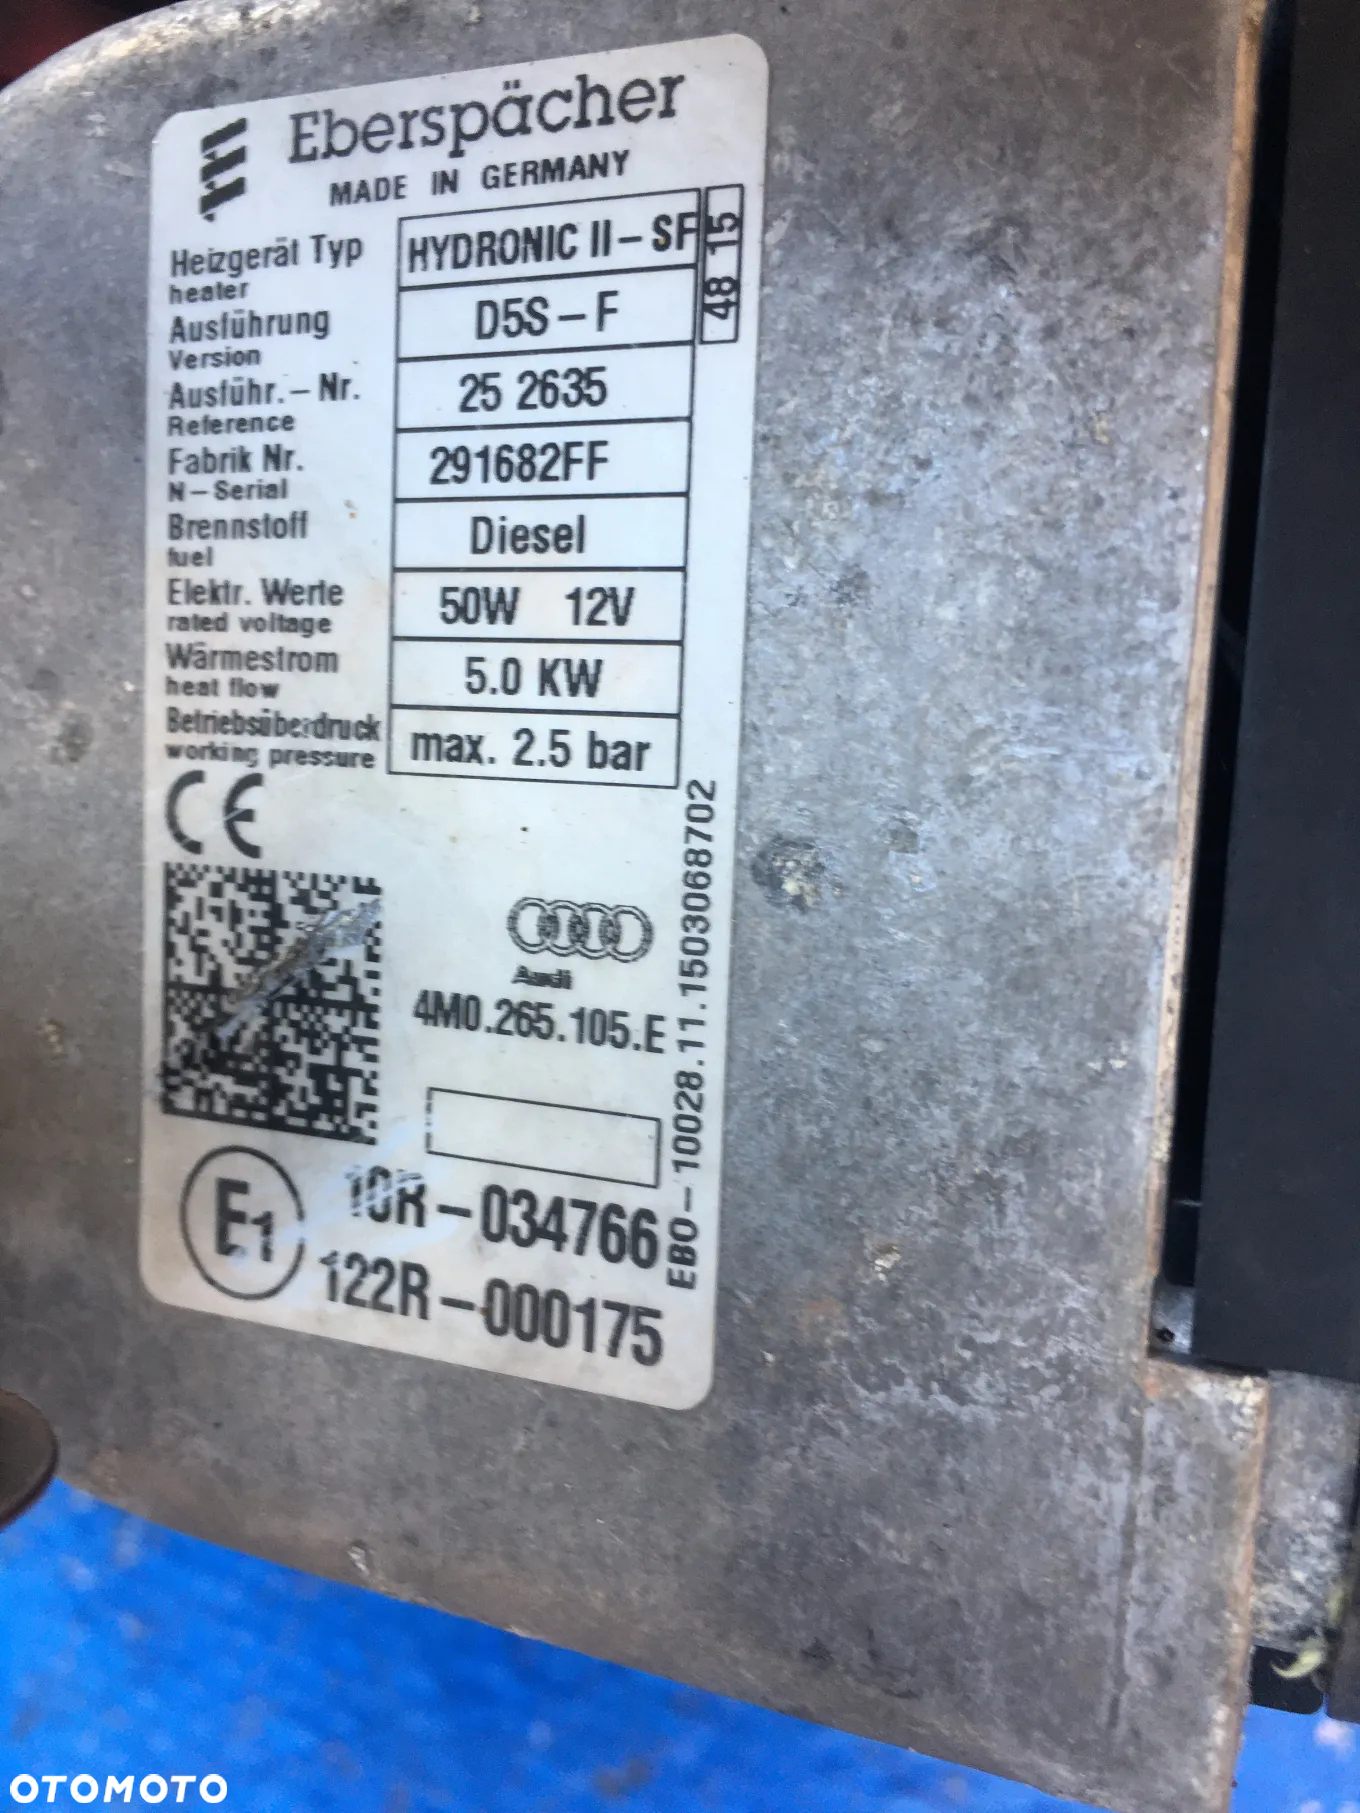 Eberspächer
MADE IN GERMANY
Heizgerät Typ
heater
HYDRONIC II – SF
48 15
Ausführung
Version
D5S – F
Ausführ. – Nr.
Reference
25 2635
Fabrik Nr.
N – Serial
291682FF
Brennstoff
fuel
Diesel
Elektr. Werte
rated voltage
50W 12V
Wärmestrom
heat flow
5.0 KW
Betriebsüberdruck
working pressure
max. 2.5 bar
CE
Audi
4M0.265.105.E
EBO–10028.11.1503068702
E1
10R – 034766
122R – 000175
OTOMOTO